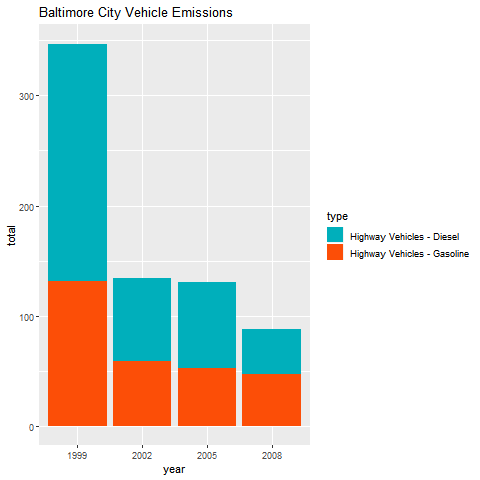 Baltimore City Vehicle Emissions
total
300
200
100
0
1999 2002 2005 2008
year
type
Highway Vehicles - Diesel
Highway Vehicles - Gasoline